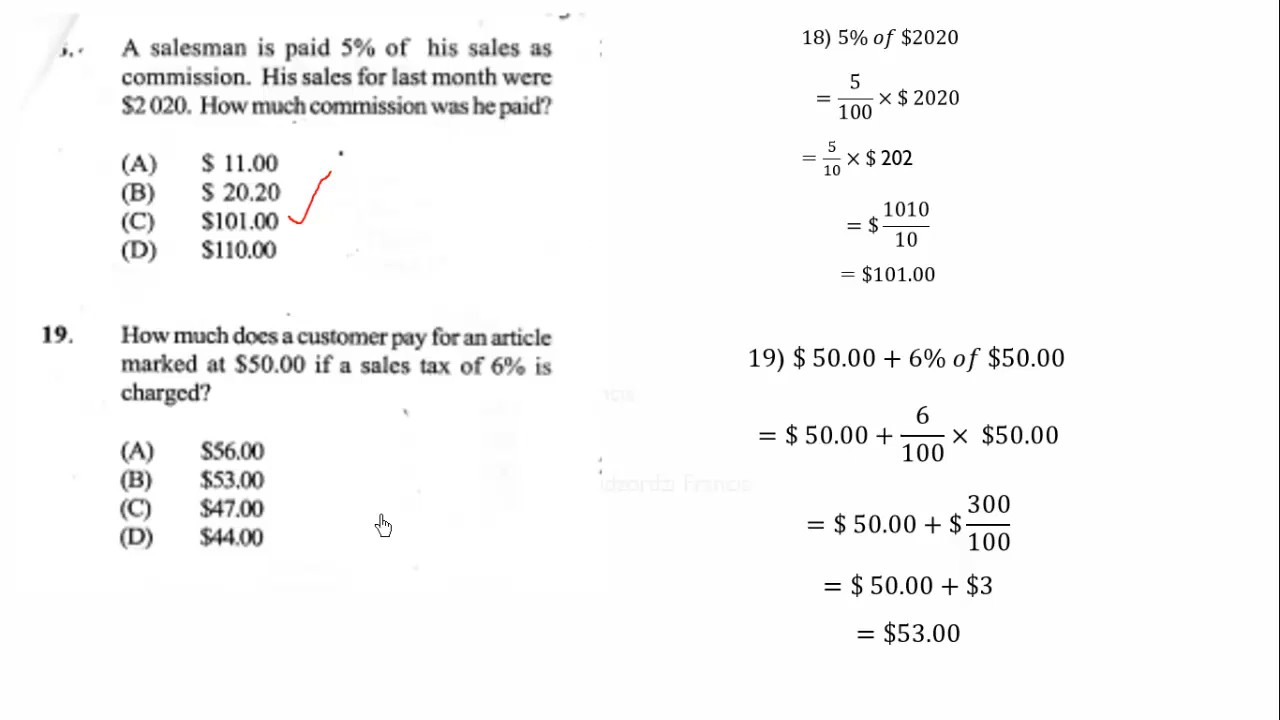 A salesman is paid 5% of his sales as
commission. His sales for last month were
$2 020. How much commission was he paid?
(A) $ 11.00
(B) $ 20.20
(C) $101.00
(D) $110.00
19. How much does a customer pay for an article
marked at $50.00 if a sales tax of 6% is
charged?
(A) $56.00
(B) $53.00
(C) $47.00
(D) $44.00
18) 5% of $2020
= 5/100 × $ 2020
= 5/10 × $ 202
= $ 1010/10
= $101.00
19) $ 50.00 + 6% of $50.00
= $ 50.00 + 6/100 × $50.00
= $ 50.00 + $ 300/100
= $ 50.00 + $3
= $53.00